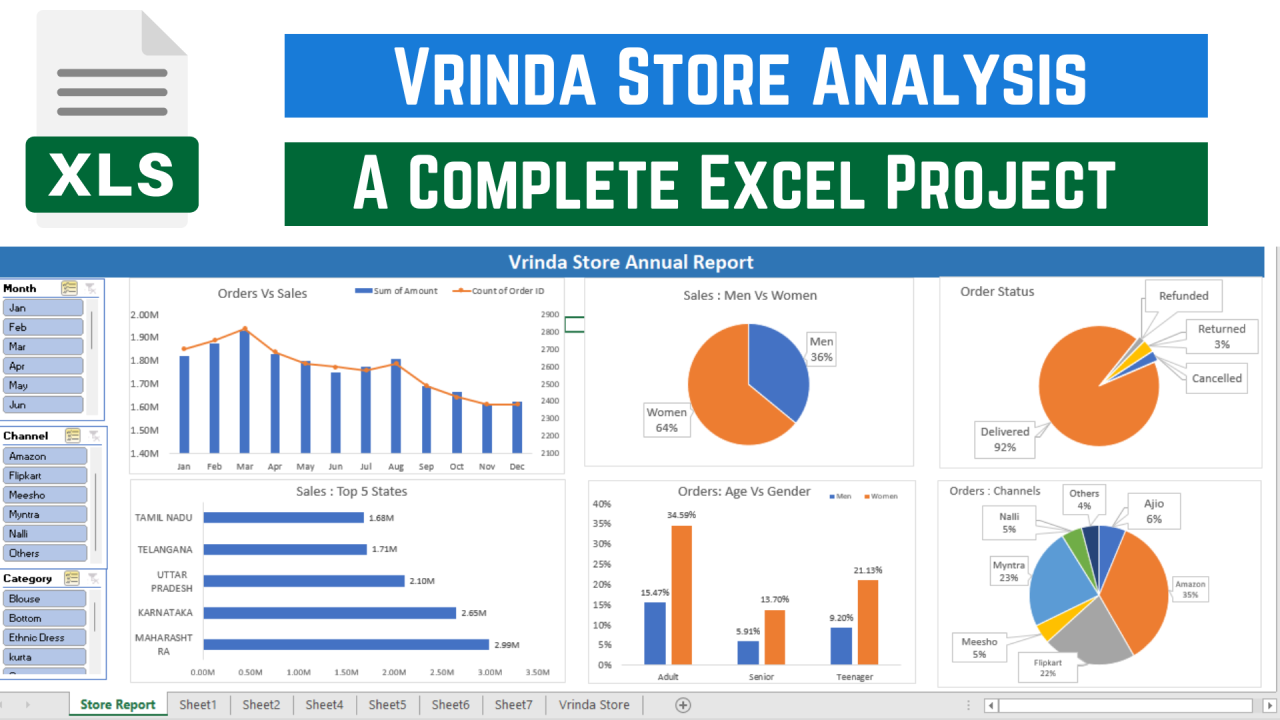 XLS
Vrinda Store Analysis
A Complete Excel Project
Vrinda Store Annual Report
Month
Jan
Feb
Mar
Apr
May
Jun
Channel
Amazon
Flipkart
Meesho
Myntra
Nalli
Others
Category
Blouse
Bottom
Ethnic Dress
kurta
Orders Vs Sales
Sum of Amount
Count of Order ID
2.00M
1.90M
1.80M
1.70M
1.60M
1.50M
1.40M
2900
2800
2700
2600
2500
2400
2300
2200
2100
Jan Feb Mar Apr May Jun Jul Aug Sep Oct Nov Dec
Sales : Men Vs Women
Men
36%
Women
64%
Order Status
Refunded
Returned
3%
Cancelled
Delivered
92%
Sales : Top 5 States
TAMIL NADU
1.68M
TELANGANA
1.71M
UTTAR
PRADESH
2.10M
KARNATAKA
2.65M
MAHARASHT
RA
2.99M
0.00M 0.50M 1.00M 1.50M 2.00M 2.50M 3.00M 3.50M
Orders: Age Vs Gender
Men
Women
40%
35%
30%
25%
20%
15%
10%
5%
0%
15.47%
34.59%
5.91%
13.70%
9.20%
21.13%
Adult Senior Teenager
Orders : Channels
Others
4%
Ajio
6%
Nalli
5%
Myntra
23%
Amazon
35%
Meesho
5%
Flipkart
22%
Store Report Sheet1 Sheet2 Sheet4 Sheet5 Sheet6 Sheet7 Vrinda Store